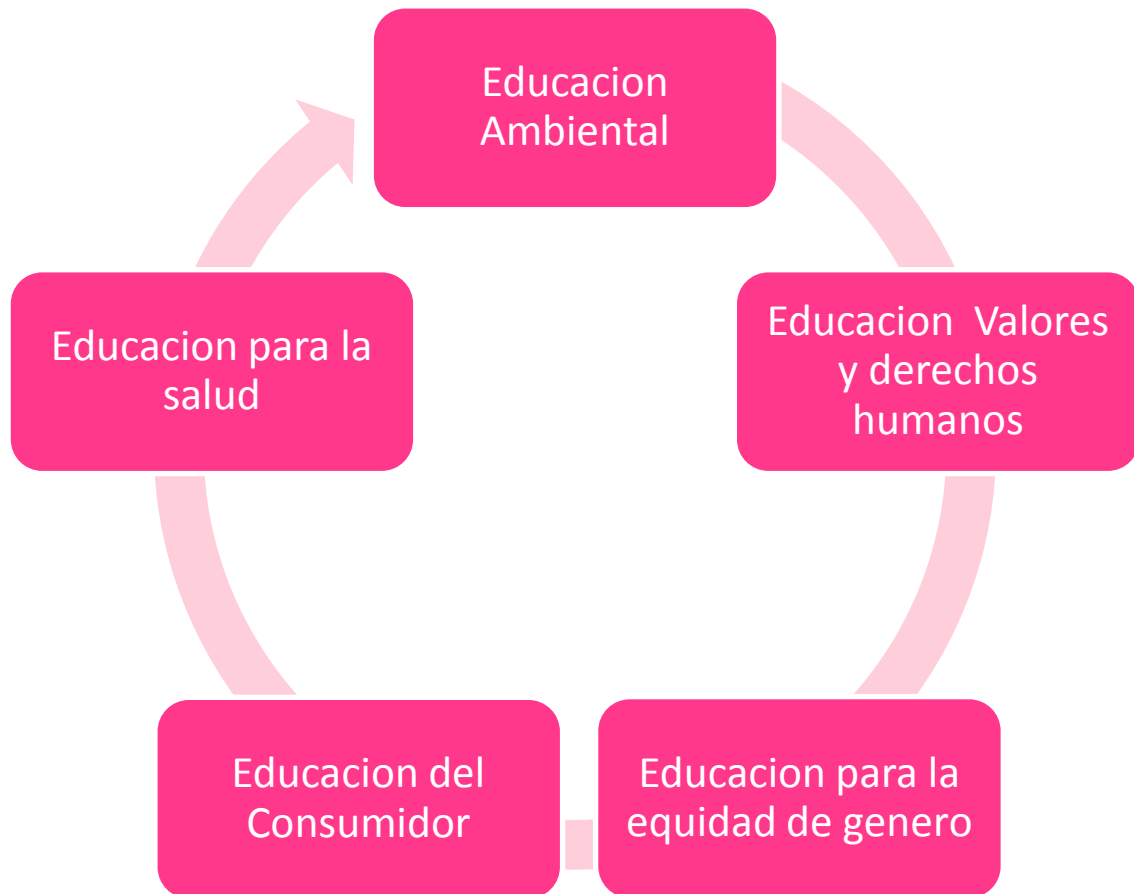 Educacion
Ambiental
Educacion  Valores
y derechos
humanos
Educacion para la
equidad de genero
Educacion del
Consumidor
Educacion para la
salud